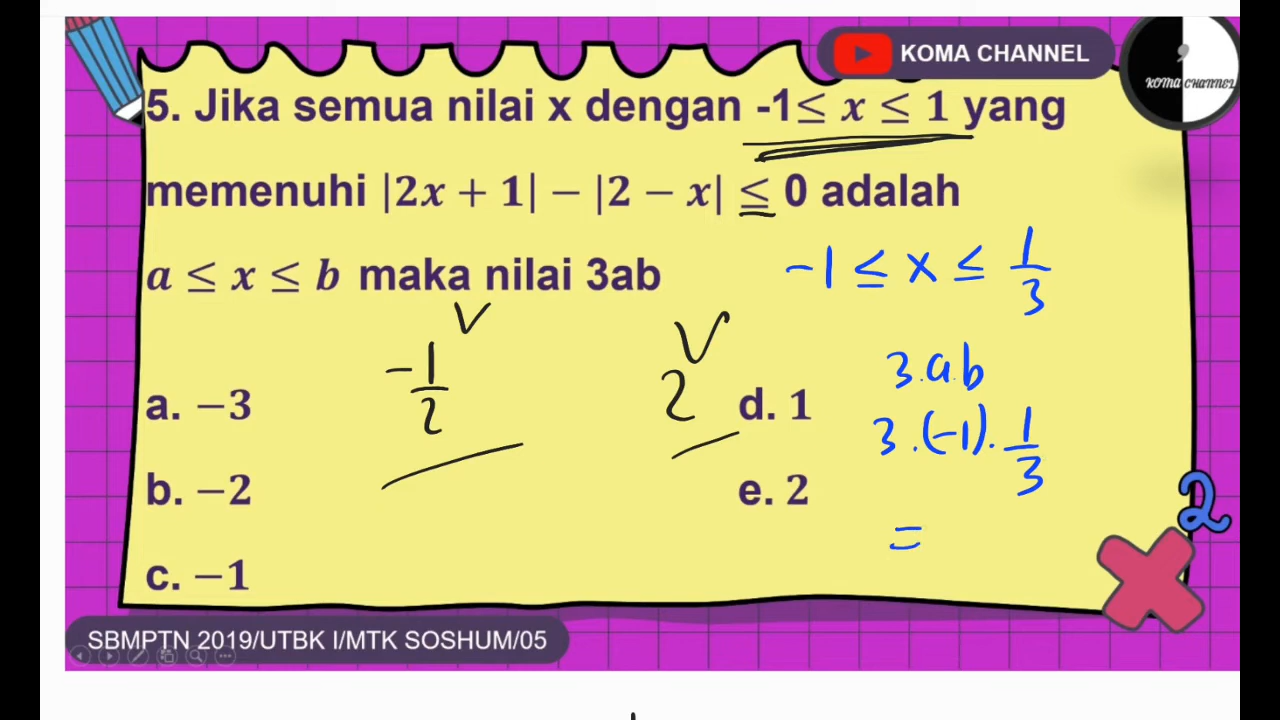 KOMA CHANNEL
KOMA CHANNEL
5. Jika semua nilai x dengan -1≤ x ≤ 1 yang
memenuhi |2x + 1| − |2 − x| ≤ 0 adalah
a ≤ x ≤ b maka nilai 3ab
-1 ≤ x ≤ 1/3
-1/2
2
3.a.b
a. −3
d. 1
3.(-1).1/3
b. −2
e. 2
=
c. −1
2
SBMPTN 2019/UTBK I/MTK SOSHUM/05